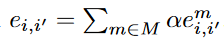 $e_{i,i'} = \sum_{m \in M} \alpha e^{m}_{i,i'}$